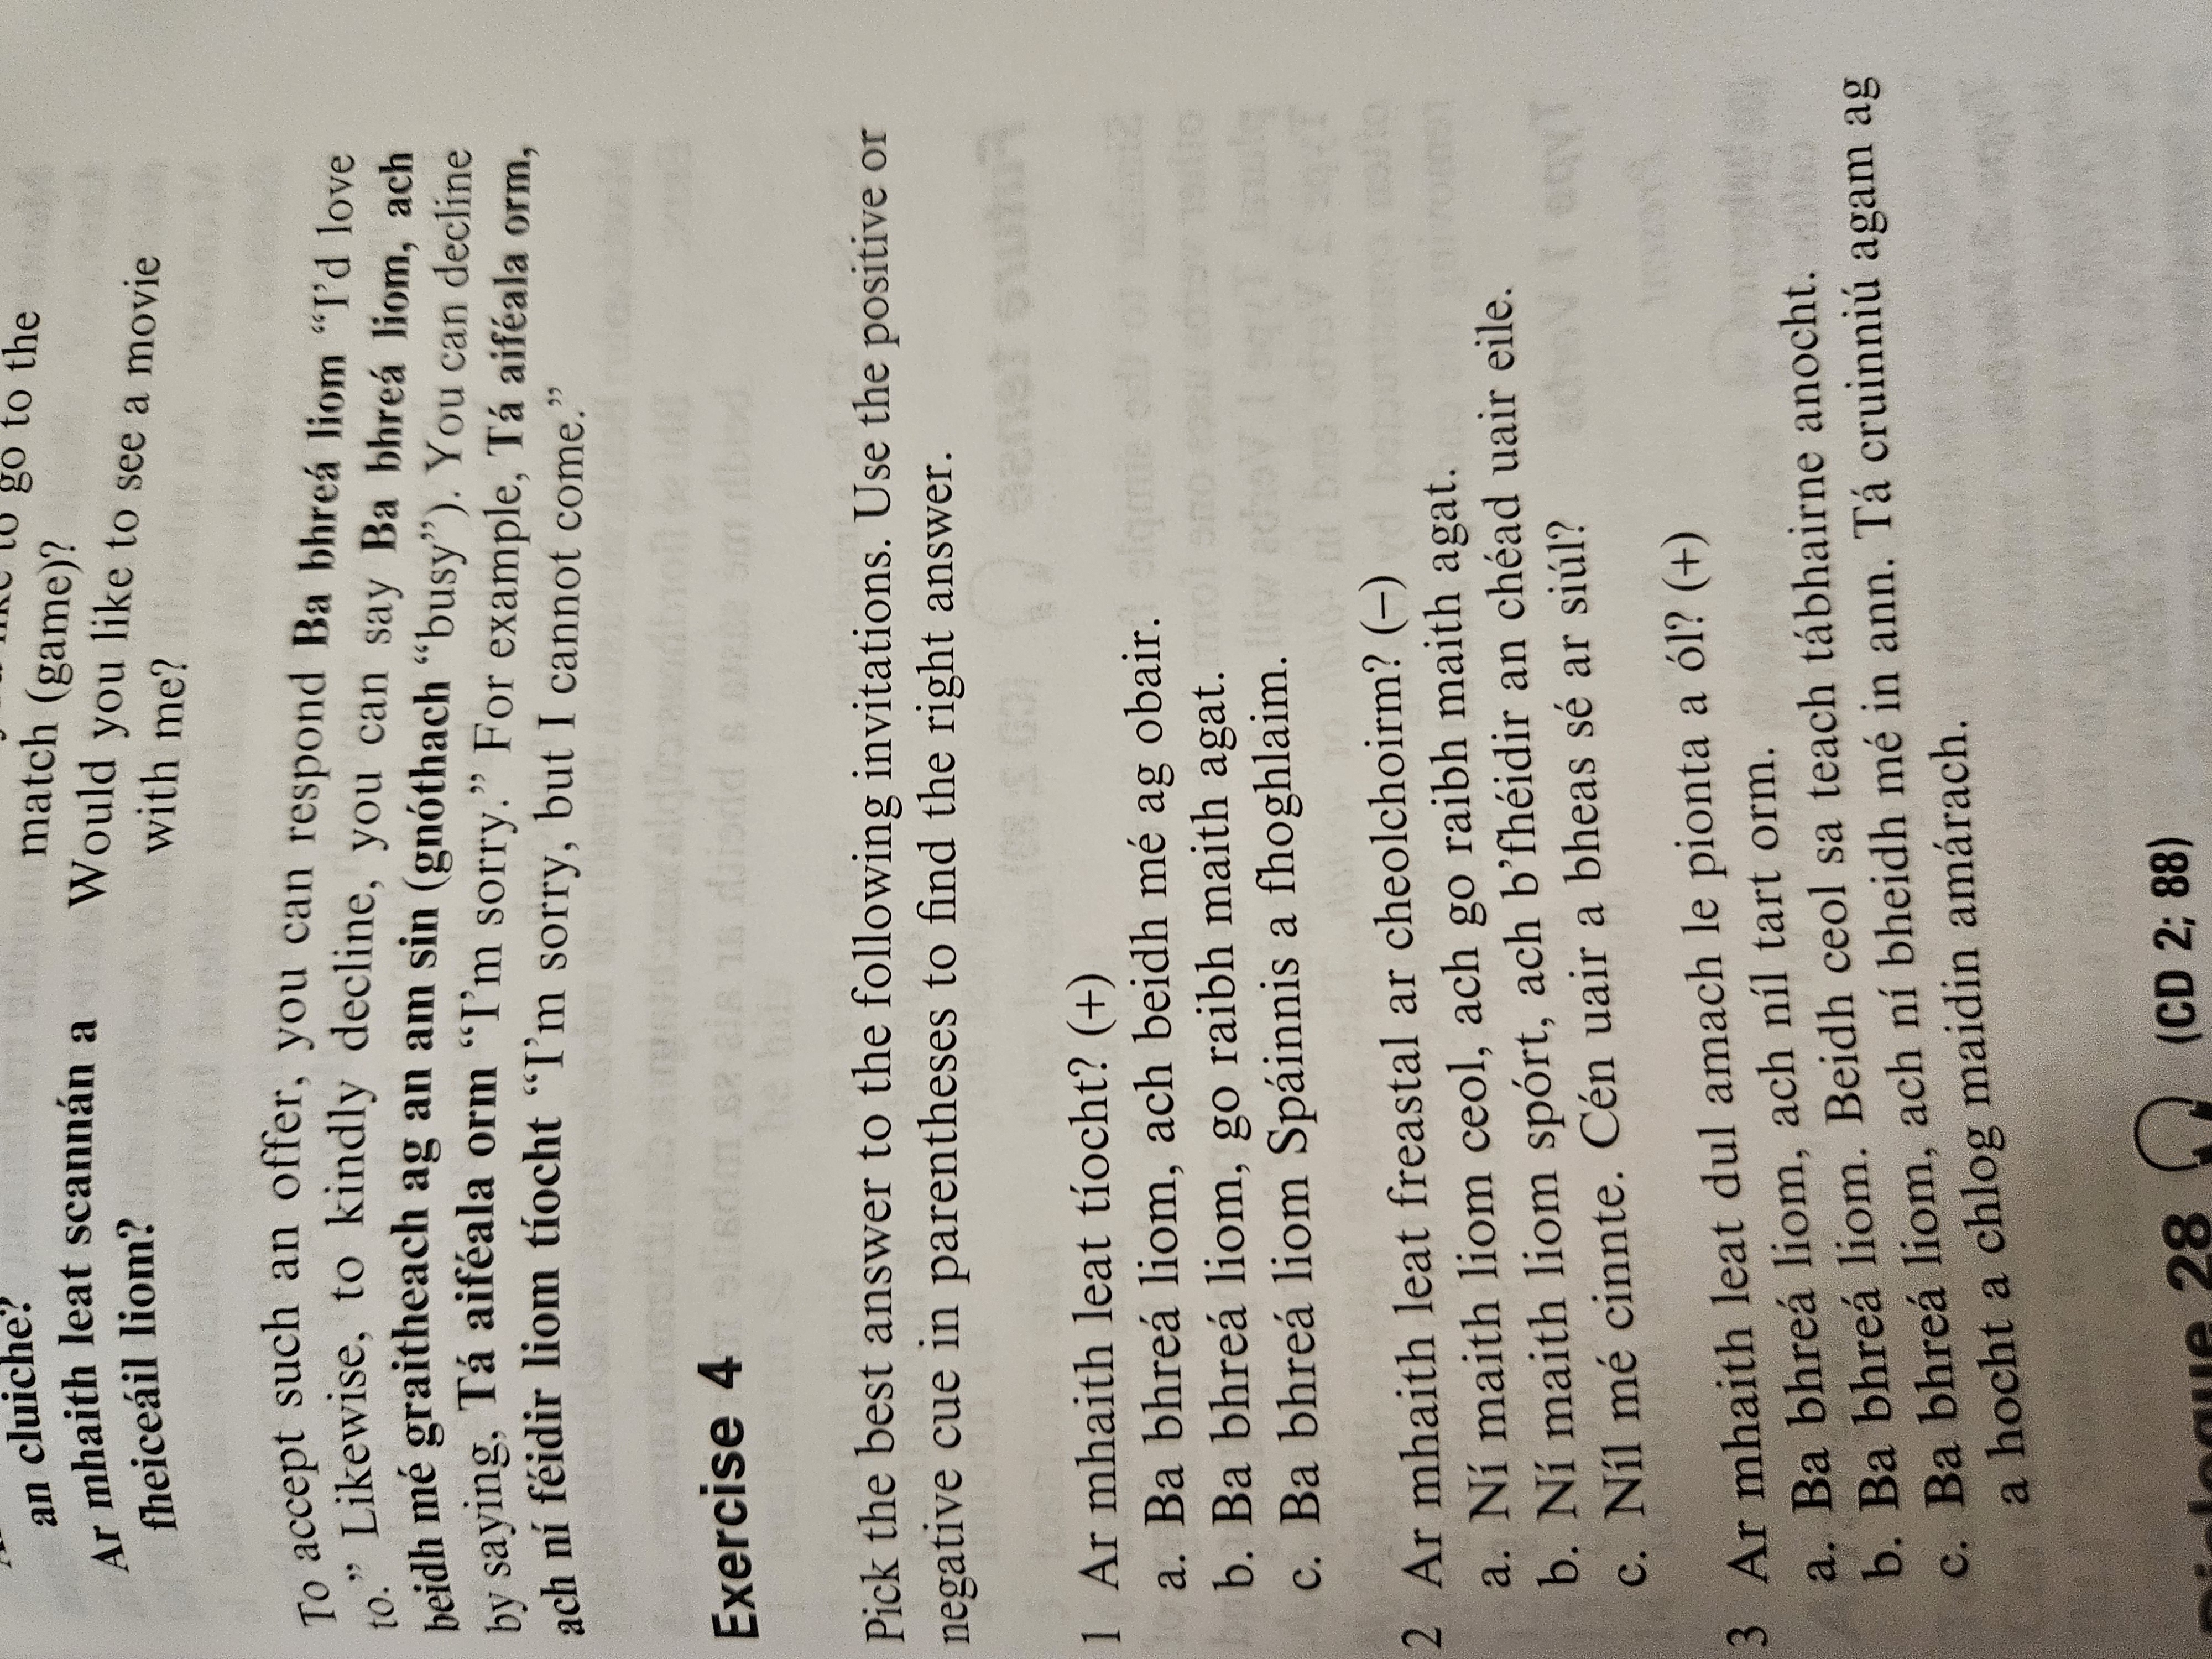 an cluiche?
to go to the
match (game)?
Ar mhaith leat scannán a
fheiceáil liom?
Would you like to see a movie
with me?
To accept such an offer, you can respond Ba bhreá liom “I’d love
to.” Likewise, to kindly decline, you can say Ba bhreá liom, ach
beidh mé graitheach ag an am sin (gnóthach “busy”). You can decline
by saying, Tá aiféala orm “I’m sorry.” For example, Tá aiféala orm,
ach ní féidir liom tíocht “I’m sorry, but I cannot come.”
Exercise 4
Pick the best answer to the following invitations. Use the positive or
negative cue in parentheses to find the right answer.
1 Ar mhaith leat tíocht? (+)
a. Ba bhreá liom, ach beidh mé ag obair.
b. Ba bhreá liom, go raibh maith agat.
c. Ba bhreá liom Spáinnis a fhoghlaim.
2 Ar mhaith leat freastal ar cheolchoirm? (–)
a. Ní maith liom ceol, ach go raibh maith agat.
b. Ní maith liom spórt, ach b’fhéidir an chéad uair eile.
c. Níl mé cinnte. Cén uair a bheas sé ar siúl?
3 Ar mhaith leat dul amach le pionta a ól? (+)
a. Ba bhreá liom, ach níl tart orm.
b. Ba bhreá liom. Beidh ceol sa teach tábhairne anocht.
c. Ba bhreá liom, ach ní bheidh mé in ann. Tá cruinniú agam ag
a hocht a chlog maidin amárach.
Dialogue 28 (CD 2; 88)